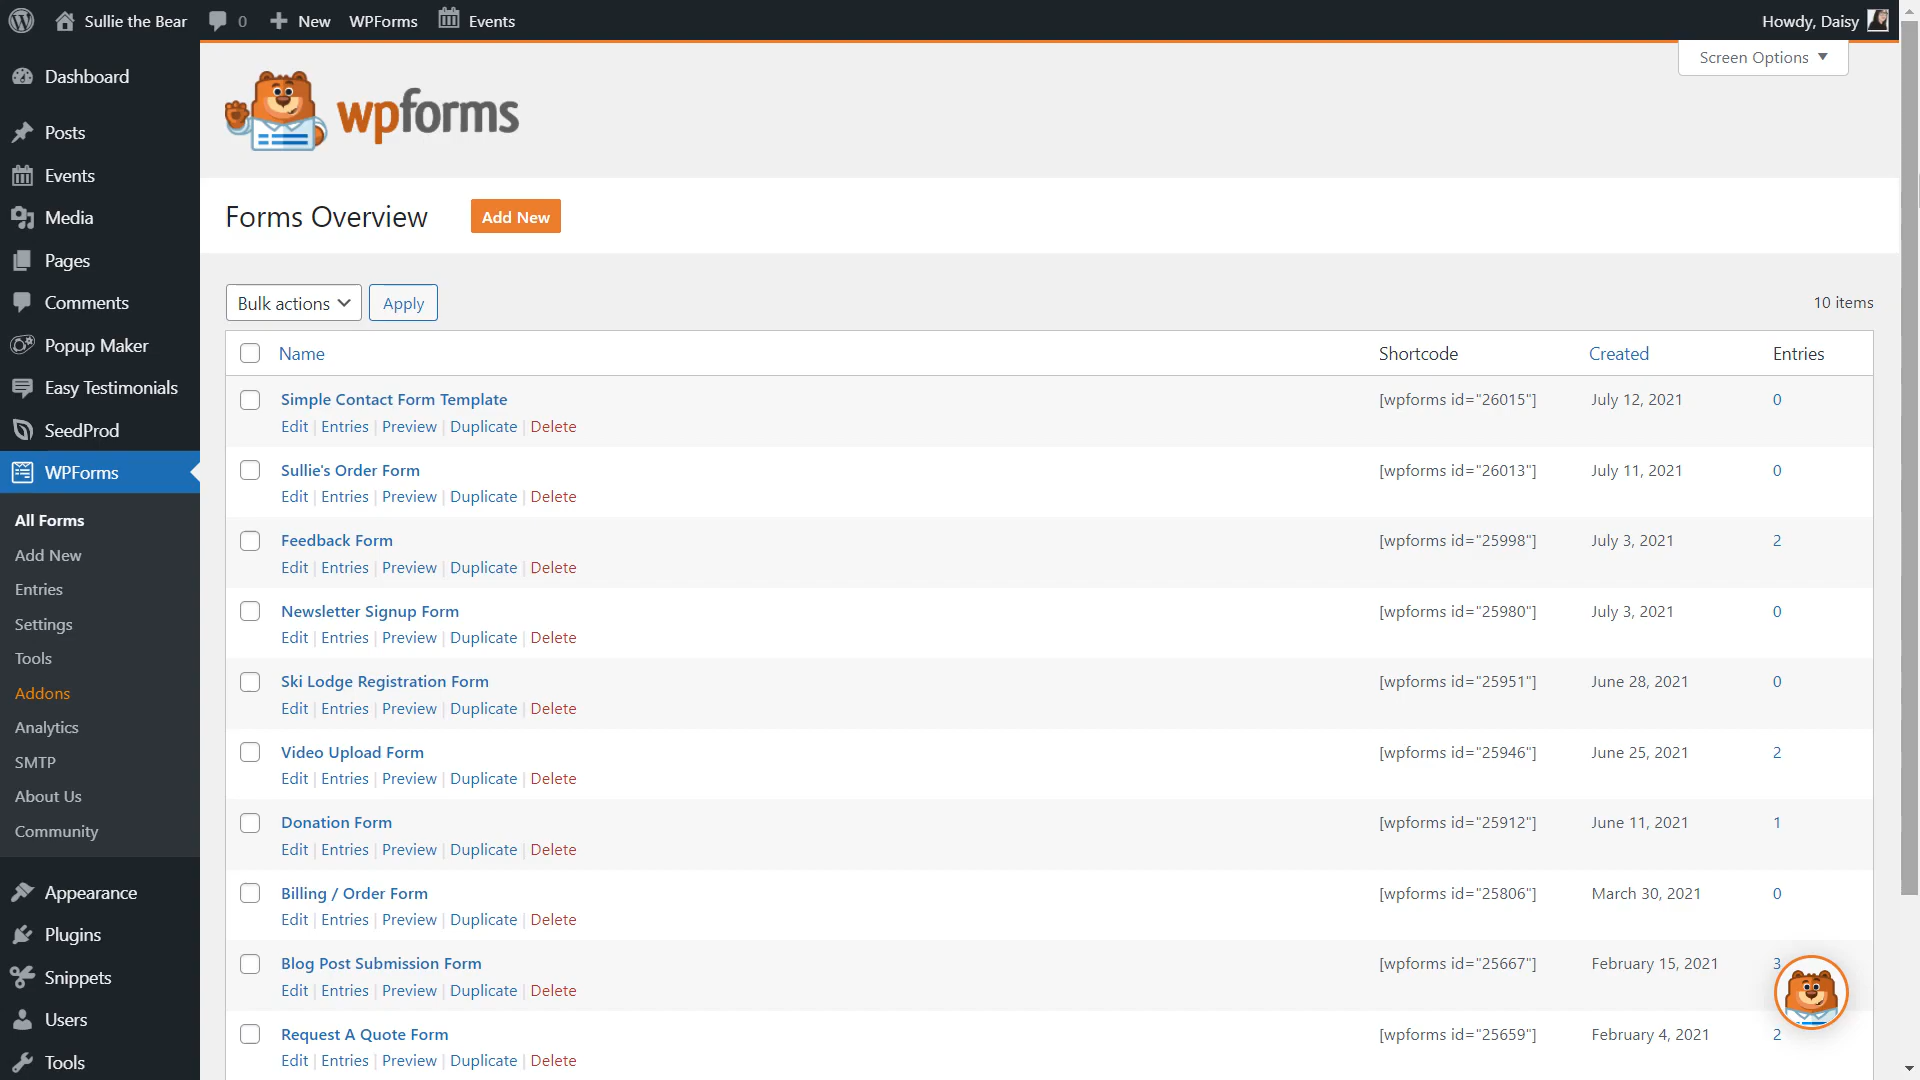 Sullie the Bear 0 New WPForms Events Howdy, Daisy
Screen Options
Dashboard
Posts
Events
Media
Pages
Comments
Popup Maker
Easy Testimonials
SeedProd
WPForms
All Forms
Add New
Entries
Settings
Tools
Addons
Analytics
SMTP
About Us
Community
Appearance
Plugins
Snippets
Users
Tools
wpforms
Forms Overview Add New
Bulk actions Apply 10 items
Name Shortcode Created Entries
Simple Contact Form Template [wpforms id="26015"] July 12, 2021 0
Edit | Entries | Preview | Duplicate | Delete
Sullie's Order Form [wpforms id="26013"] July 11, 2021 0
Edit | Entries | Preview | Duplicate | Delete
Feedback Form [wpforms id="25998"] July 3, 2021 2
Edit | Entries | Preview | Duplicate | Delete
Newsletter Signup Form [wpforms id="25980"] July 3, 2021 0
Edit | Entries | Preview | Duplicate | Delete
Ski Lodge Registration Form [wpforms id="25951"] June 28, 2021 0
Edit | Entries | Preview | Duplicate | Delete
Video Upload Form [wpforms id="25946"] June 25, 2021 2
Edit | Entries | Preview | Duplicate | Delete
Donation Form [wpforms id="25912"] June 11, 2021 1
Edit | Entries | Preview | Duplicate | Delete
Billing / Order Form [wpforms id="25806"] March 30, 2021 0
Edit | Entries | Preview | Duplicate | Delete
Blog Post Submission Form [wpforms id="25667"] February 15, 2021 3
Edit | Entries | Preview | Duplicate | Delete
Request A Quote Form [wpforms id="25659"] February 4, 2021 2
Edit | Entries | Preview | Duplicate | Delete